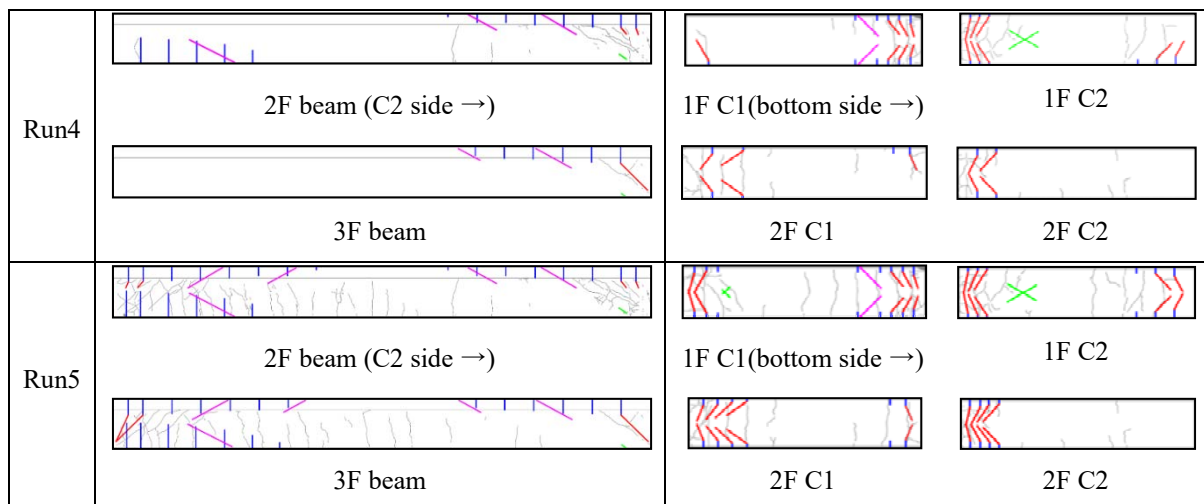 Run4
2F beam (C2 side →)
1F C1(bottom side →)
1F C2
3F beam
2F C1
2F C2
Run5
2F beam (C2 side →)
1F C1(bottom side →)
1F C2
3F beam
2F C1
2F C2